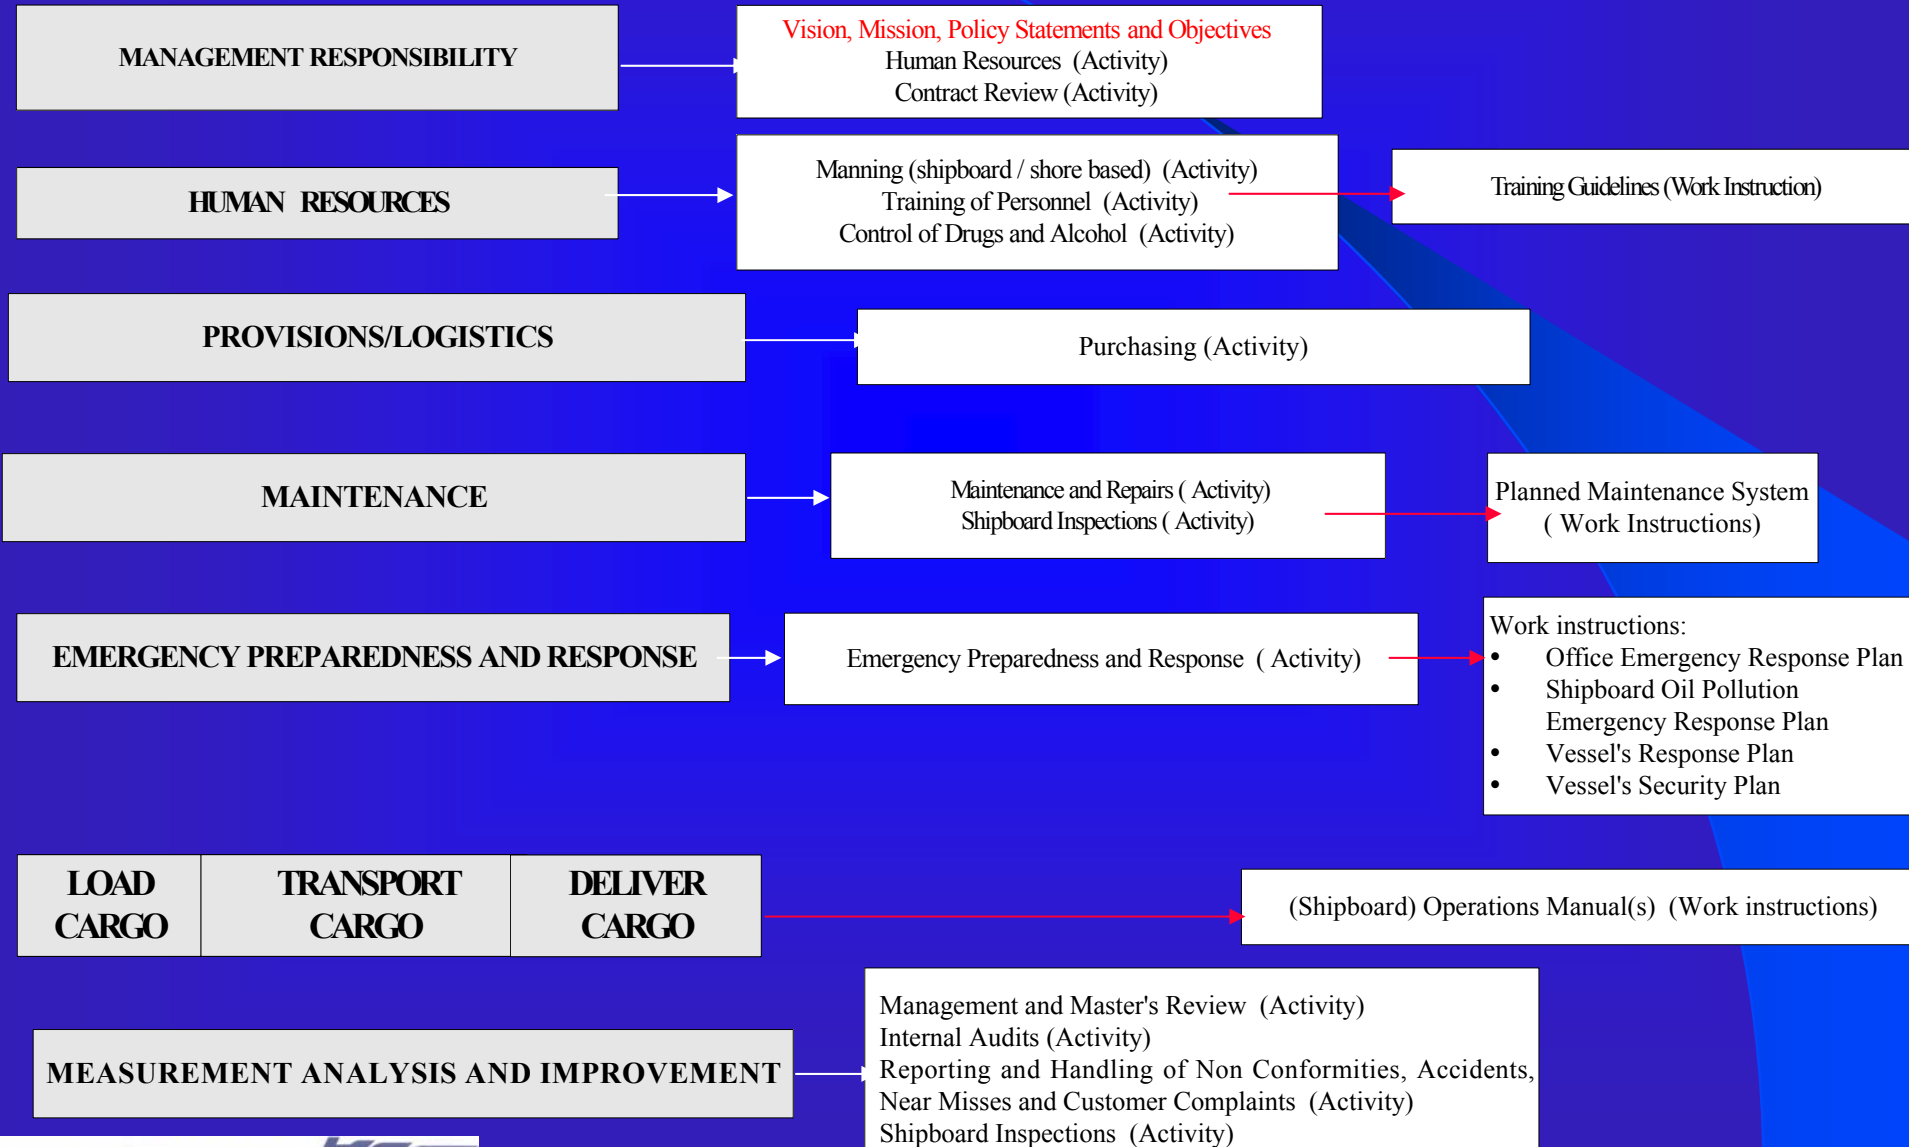 MANAGEMENT RESPONSIBILITY
Vision, Mission, Policy Statements and Objectives
Human Resources (Activity)
Contract Review (Activity)
HUMAN RESOURCES
Manning (shipboard / shore based) (Activity)
Training of Personnel (Activity)
Control of Drugs and Alcohol (Activity)
Training Guidelines (Work Instruction)
PROVISIONS/LOGISTICS
Purchasing (Activity)
MAINTENANCE
Maintenance and Repairs ( Activity)
Shipboard Inspections ( Activity)
Planned Maintenance System
( Work Instructions)
EMERGENCY PREPAREDNESS AND RESPONSE
Emergency Preparedness and Response ( Activity)
Work instructions:
• Office Emergency Response Plan
• Shipboard Oil Pollution
Emergency Response Plan
• Vessel's Response Plan
• Vessel's Security Plan
LOAD
CARGO
TRANSPORT
CARGO
DELIVER
CARGO
(Shipboard) Operations Manual(s) (Work instructions)
MEASUREMENT ANALYSIS AND IMPROVEMENT
Management and Master's Review (Activity)
Internal Audits (Activity)
Reporting and Handling of Non Conformities, Accidents,
Near Misses and Customer Complaints (Activity)
Shipboard Inspections (Activity)